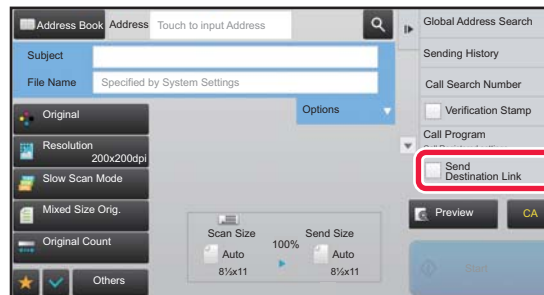 Address Book Address Touch to input Address
Subject
File Name Specified by System Settings
Options
Original
Resolution
200x200dpi
Slow Scan Mode
Mixed Size Orig.
Original Count
Others
Scan Size 100% Send Size
Auto Auto
8½x11 8½x11
Global Address Search
Sending History
Call Search Number
Verification Stamp
Call Program
Send
Destination Link
Preview CA
Start